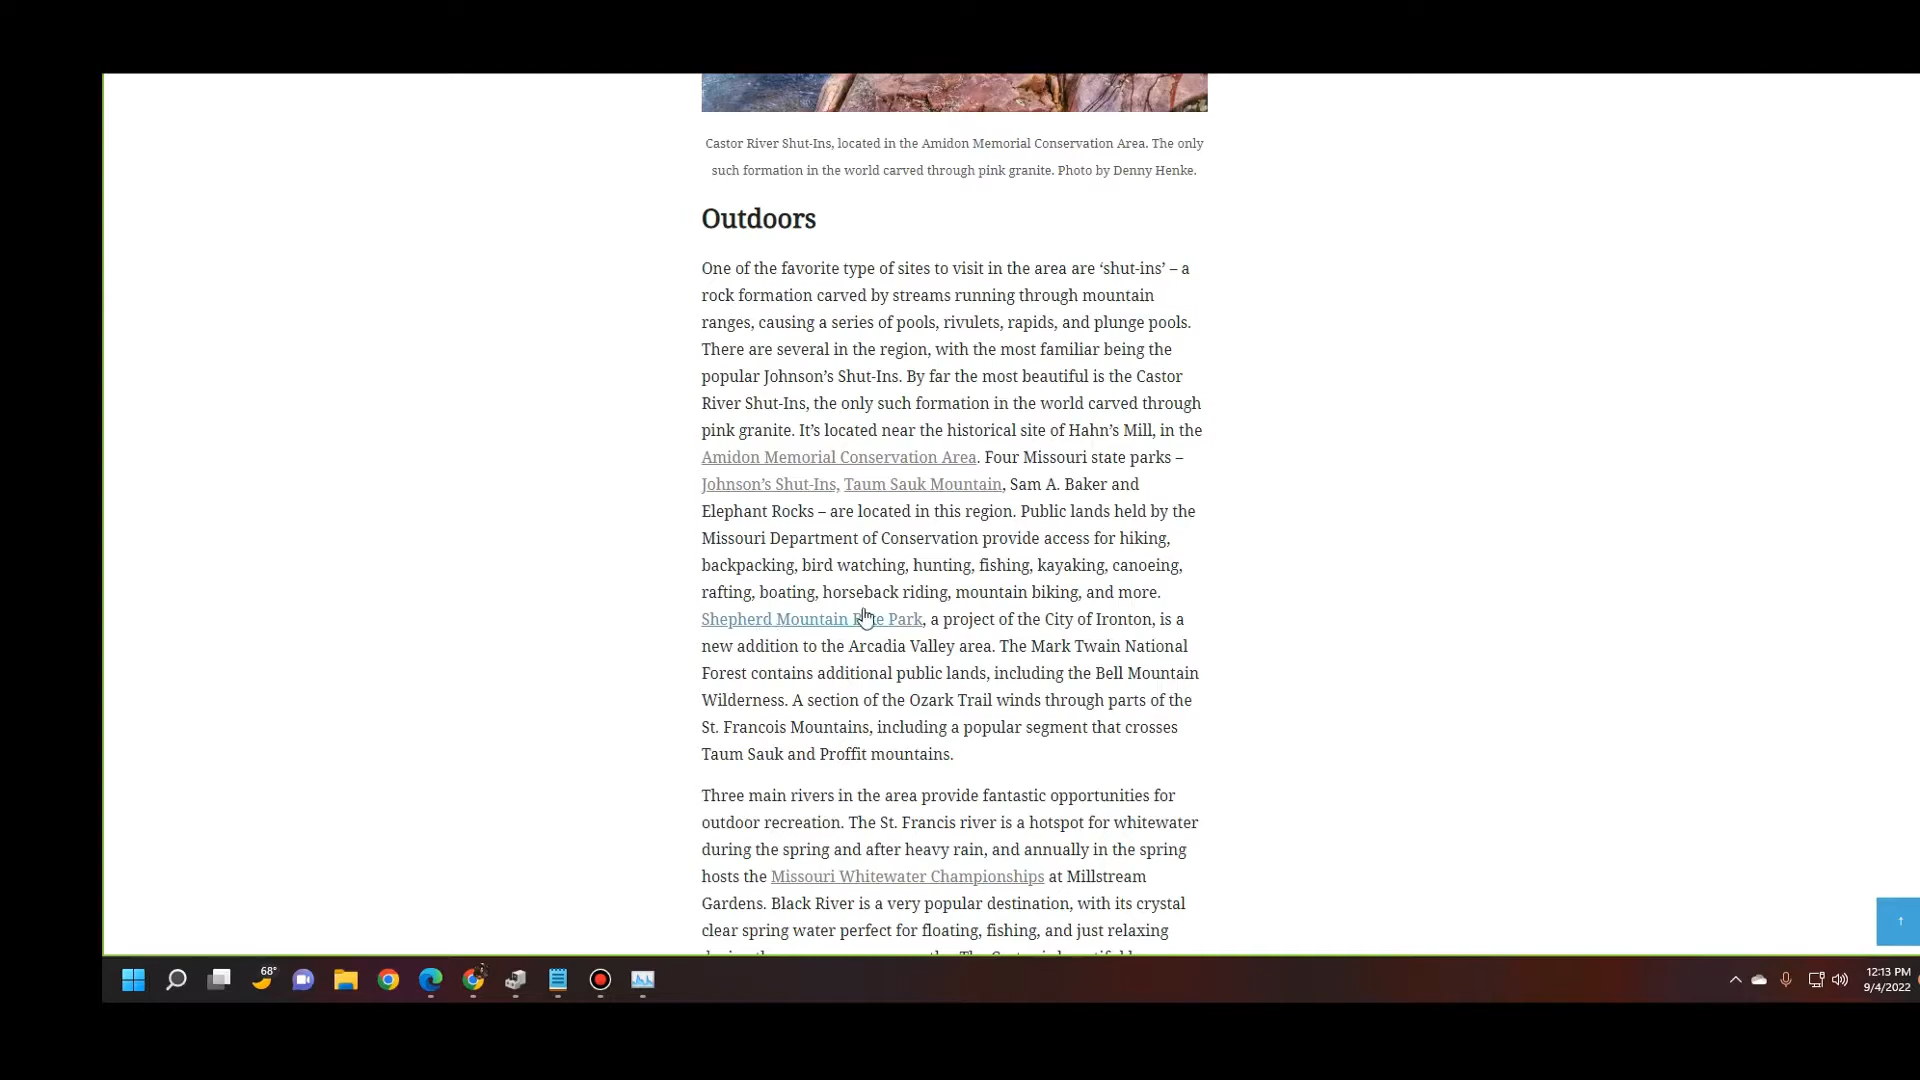 Castor River Shut-Ins, located in the Amidon Memorial Conservation Area. The only
such formation in the world carved through pink granite. Photo by Denny Henke.
Outdoors
One of the favorite type of sites to visit in the area are ‘shut-ins’ – a
rock formation carved by streams running through mountain
ranges, causing a series of pools, rivulets, rapids, and plunge pools.
There are several in the region, with the most familiar being the
popular Johnson’s Shut-Ins. By far the most beautiful is the Castor
River Shut-Ins, the only such formation in the world carved through
pink granite. It’s located near the historical site of Hahn’s Mill, in the
Amidon Memorial Conservation Area. Four Missouri state parks –
Johnson’s Shut-Ins, Taum Sauk Mountain, Sam A. Baker and
Elephant Rocks – are located in this region. Public lands held by the
Missouri Department of Conservation provide access for hiking,
backpacking, bird watching, hunting, fishing, kayaking, canoeing,
rafting, boating, horseback riding, mountain biking, and more.
Shepherd Mountain Park, a project of the City of Ironton, is a
new addition to the Arcadia Valley area. The Mark Twain National
Forest contains additional public lands, including the Bell Mountain
Wilderness. A section of the Ozark Trail winds through parts of the
St. Francois Mountains, including a popular segment that crosses
Taum Sauk and Proffit mountains.
Three main rivers in the area provide fantastic opportunities for
outdoor recreation. The St. Francis river is a hotspot for whitewater
during the spring and after heavy rain, and annually in the spring
hosts the Missouri Whitewater Championships at Millstream
Gardens. Black River is a very popular destination, with its crystal
clear spring water perfect for floating, fishing, and just relaxing
↑
68°
12:13 PM
9/4/2022